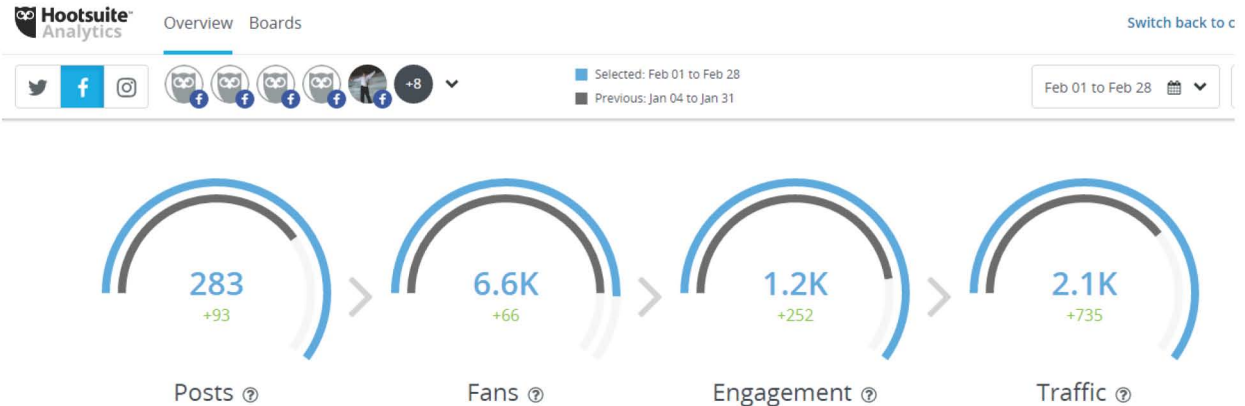 Hootsuite™
Analytics
Overview
Boards
Switch back to c
+8
Selected: Feb 01 to Feb 28
Previous: Jan 04 to Jan 31
Feb 01 to Feb 28
283
+93
Posts ?
6.6K
+66
Fans ?
1.2K
+252
Engagement ?
2.1K
+735
Traffic ?